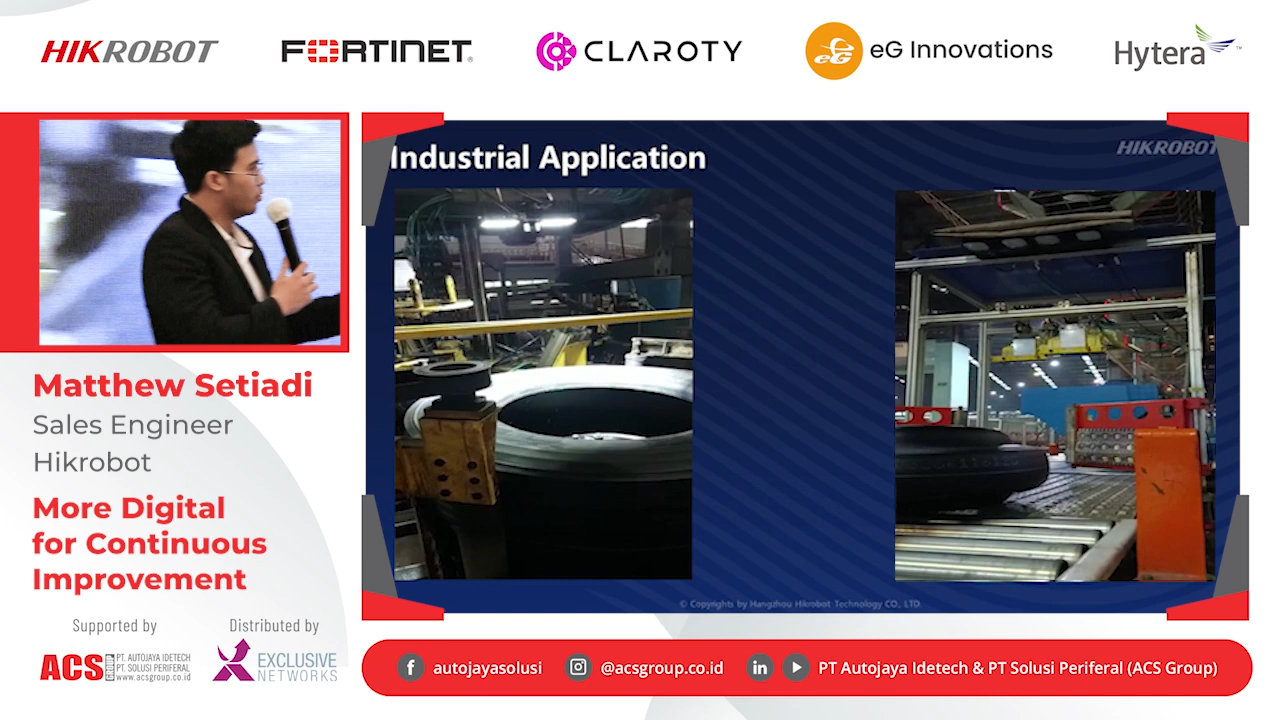 HIKROBOT
FORTINET
CLAROTY
eG eG Innovations
Hytera
Industrial Application
HIKROBOT
Matthew Setiadi
Sales Engineer
Hikrobot
More Digital
for Continuous
Improvement
© Copyrights by Hangzhou Hikrobot Technology CO., LTD.
Supported by
Distributed by
ACS
PT. AUTOJAYA IDETECH
PT. SOLUSI PERIFERAL
www.acsgroup.co.id
EXCLUSIVE
NETWORKS
autojayasolusi
@acsgroup.co.id
in
PT Autojaya Idetech & PT Solusi Periferal (ACS Group)